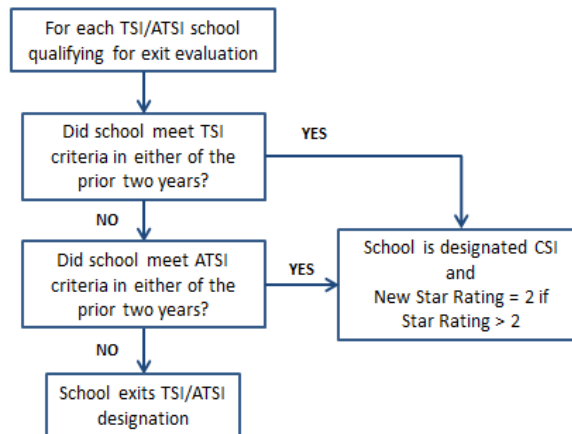 For each TSI/ATSI school
qualifying for exit evaluation
Did school meet TSI
criteria in either of the
prior two years?
YES
NO
Did school meet ATSI
criteria in either of the
prior two years?
YES
School is designated CSI
and
New Star Rating = 2 if
Star Rating > 2
NO
School exits TSI/ATSI
designation